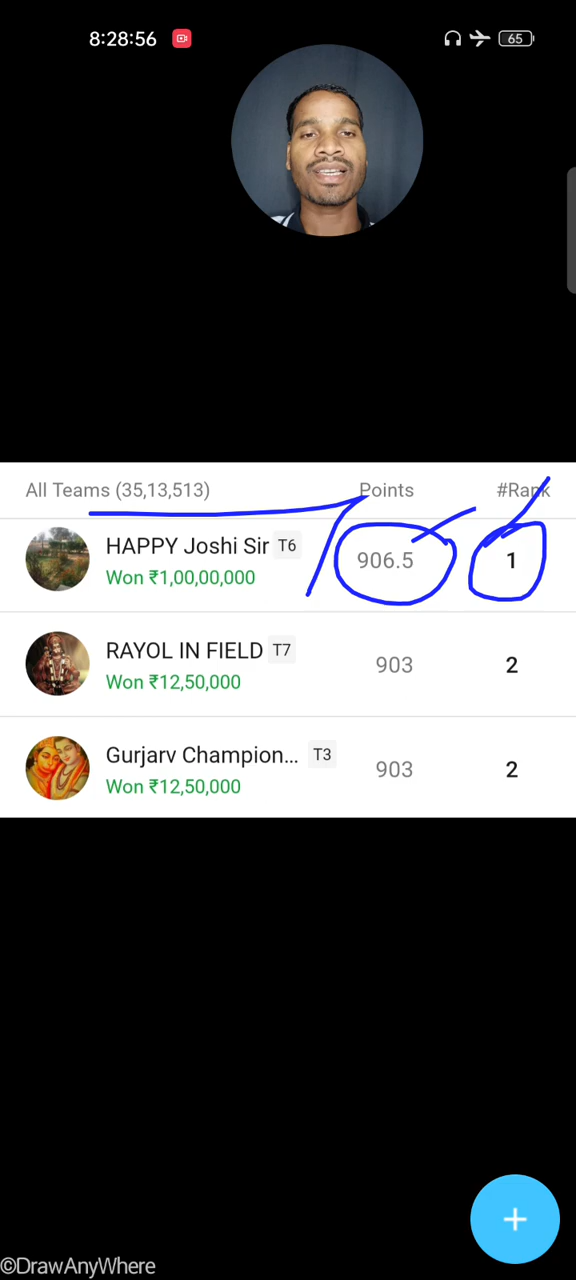 8:28:56 65
All Teams (35,13,513) Points #Rank
HAPPY Joshi Sir T6 906.5 1
Won ₹1,00,00,000
RAYOL IN FIELD T7 903 2
Won ₹12,50,000
Gurjarv Champion... T3 903 2
Won ₹12,50,000
+
©DrawAnyWhere